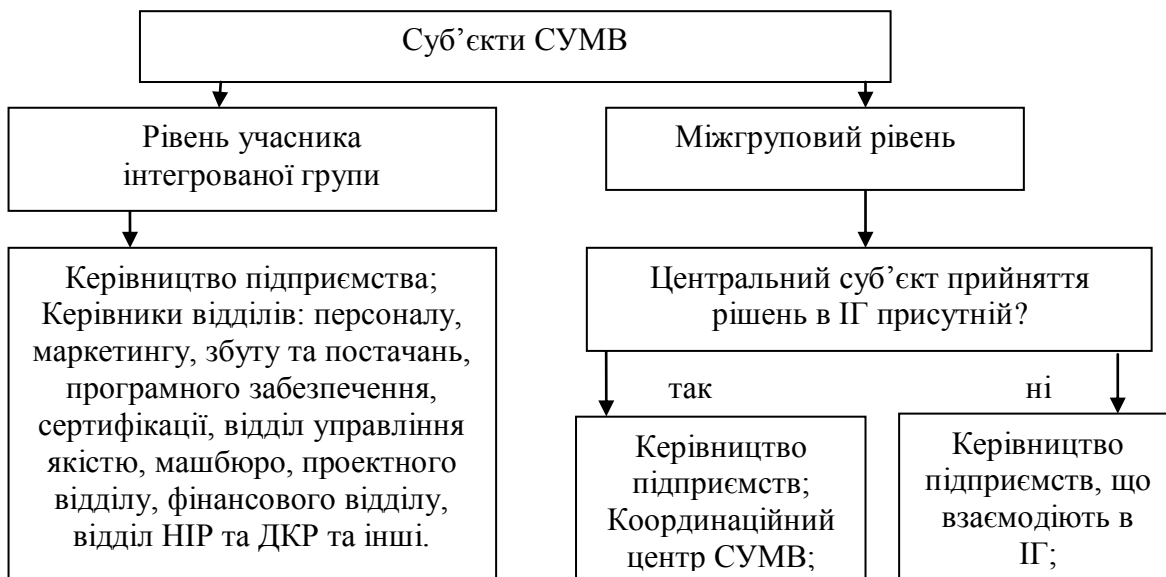 Суб’єкти СУМВ
Рівень учасника
інтегрованої групи
Міжгруповий рівень
Керівництво підприємства;
Керівники відділів: персоналу,
маркетингу, збуту та постачань,
програмного забезпечення,
сертифікації, відділ управління
якістю, машбюро, проектного
відділу, фінансового відділу,
відділ НІР та ДКР та інші.
Центральний суб’єкт прийняття
рішень в ІГ присутній?
так
ні
Керівництво
підприємств;
Координаційний
центр СУМВ;
Керівництво
підприємств, що
взаємодіють в
ІГ;